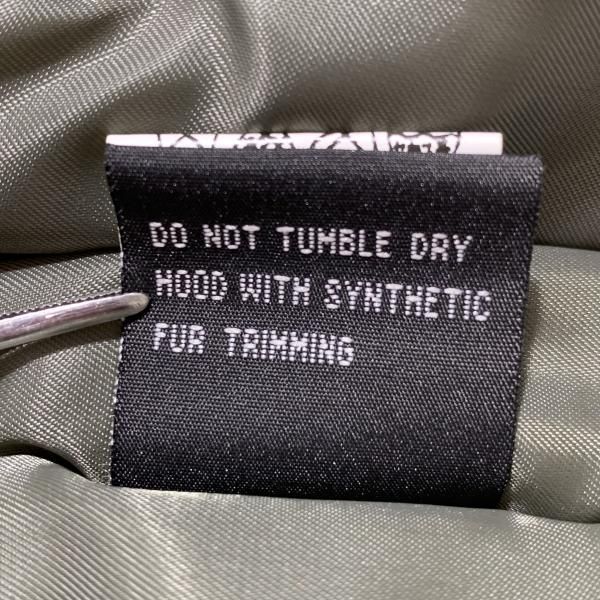 DO NOT TUMBLE DRY
HOOD WITH SYNTHETIC
FUR TRIMMING